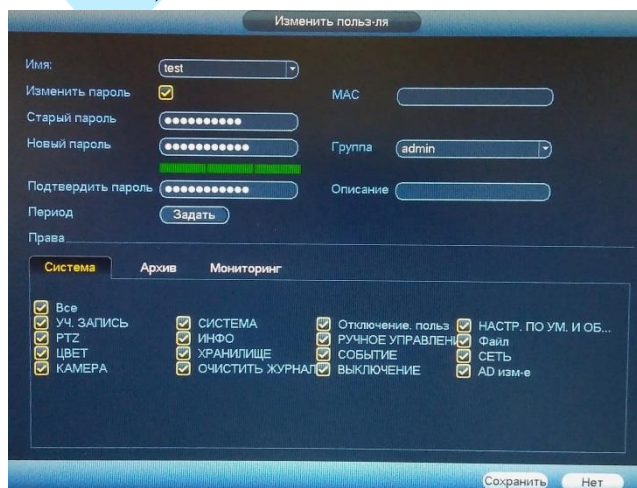 Изменить польз-ля
Имя: test
Изменить пароль MAC
Старый пароль ••••••••••
Новый пароль ••••••••••• Группа admin
Подтвердить пароль ••••••••••• Описание
Период Задать
Права
Система Архив Мониторинг
Все
УЧ. ЗАПИСЬ СИСТЕМА Отключение. польз НАСТР. ПО УМ. И ОБ...
PTZ ИНФО РУЧНОЕ УПРАВЛЕНИ Файл
ЦВЕТ ХРАНИЛИЩЕ СОБЫТИЕ СЕТЬ
КАМЕРА ОЧИСТИТЬ ЖУРНАЛ ВЫКЛЮЧЕНИЕ AD изм-е
Сохранить Нет